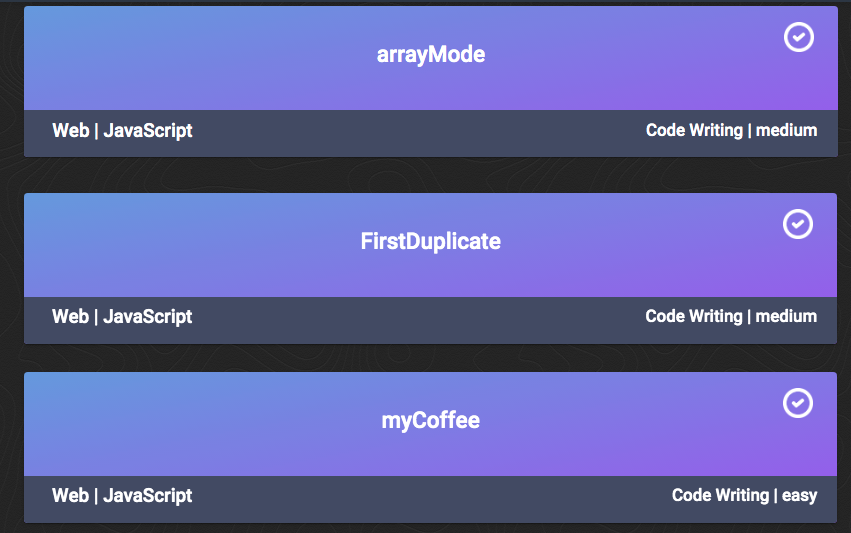 arrayMode
Web | JavaScript
Code Writing | medium
FirstDuplicate
Web | JavaScript
Code Writing | medium
myCoffee
Web | JavaScript
Code Writing | easy